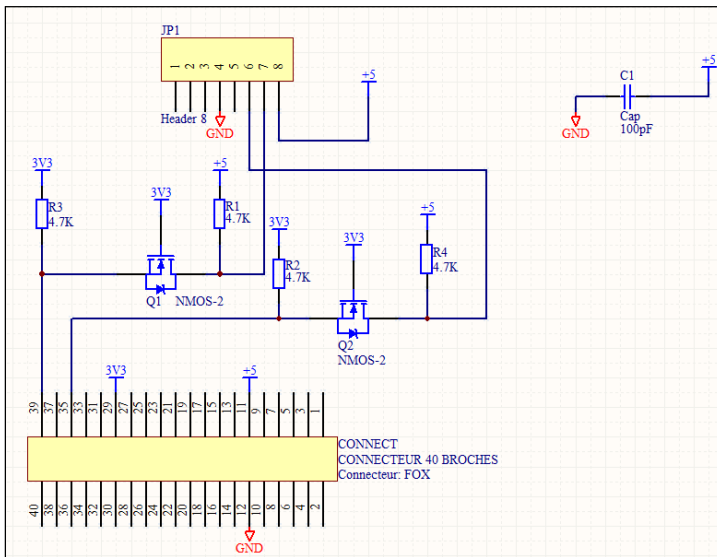 JP1
1 2 3 4 5 6 7 8
Header 8
GND
+5
+5
C1
Cap
100pF
GND
3V3
R3
4.7K
3V3
+5
R1
4.7K
Q1 NMOS-2
3V3
R2
4.7K
3V3
+5
R4
4.7K
Q2
NMOS-2
3V3
+5
39 37 35 33 31 29 27 25 23 21 19 17 15 13 11 9 7 5 3 1
CONNECT
CONNECTEUR 40 BROCHES
Connecteur: FOX
40 38 36 34 32 30 28 26 24 22 20 18 16 14 12 10 8 6 4 2
GND